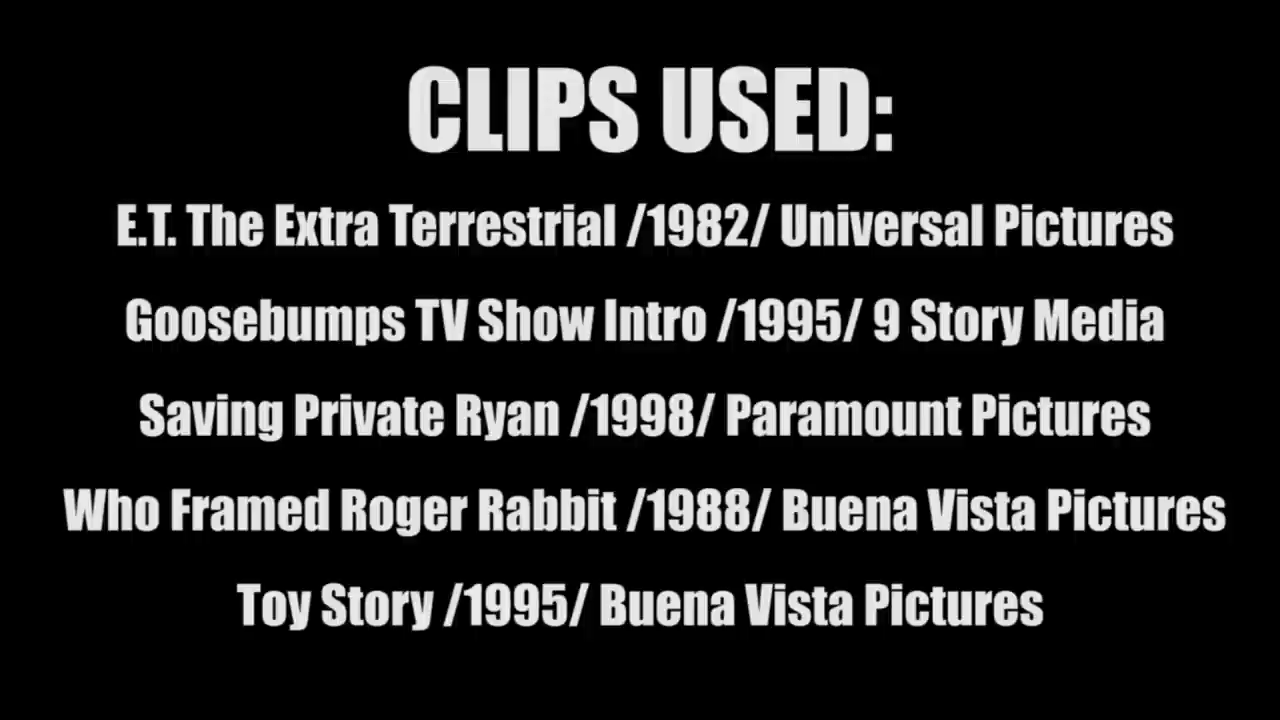 CLIPS USED:
E.T. The Extra Terrestrial /1982/ Universal Pictures
Goosebumps TV Show Intro /1995/ 9 Story Media
Saving Private Ryan /1998/ Paramount Pictures
Who Framed Roger Rabbit /1988/ Buena Vista Pictures
Toy Story /1995/ Buena Vista Pictures